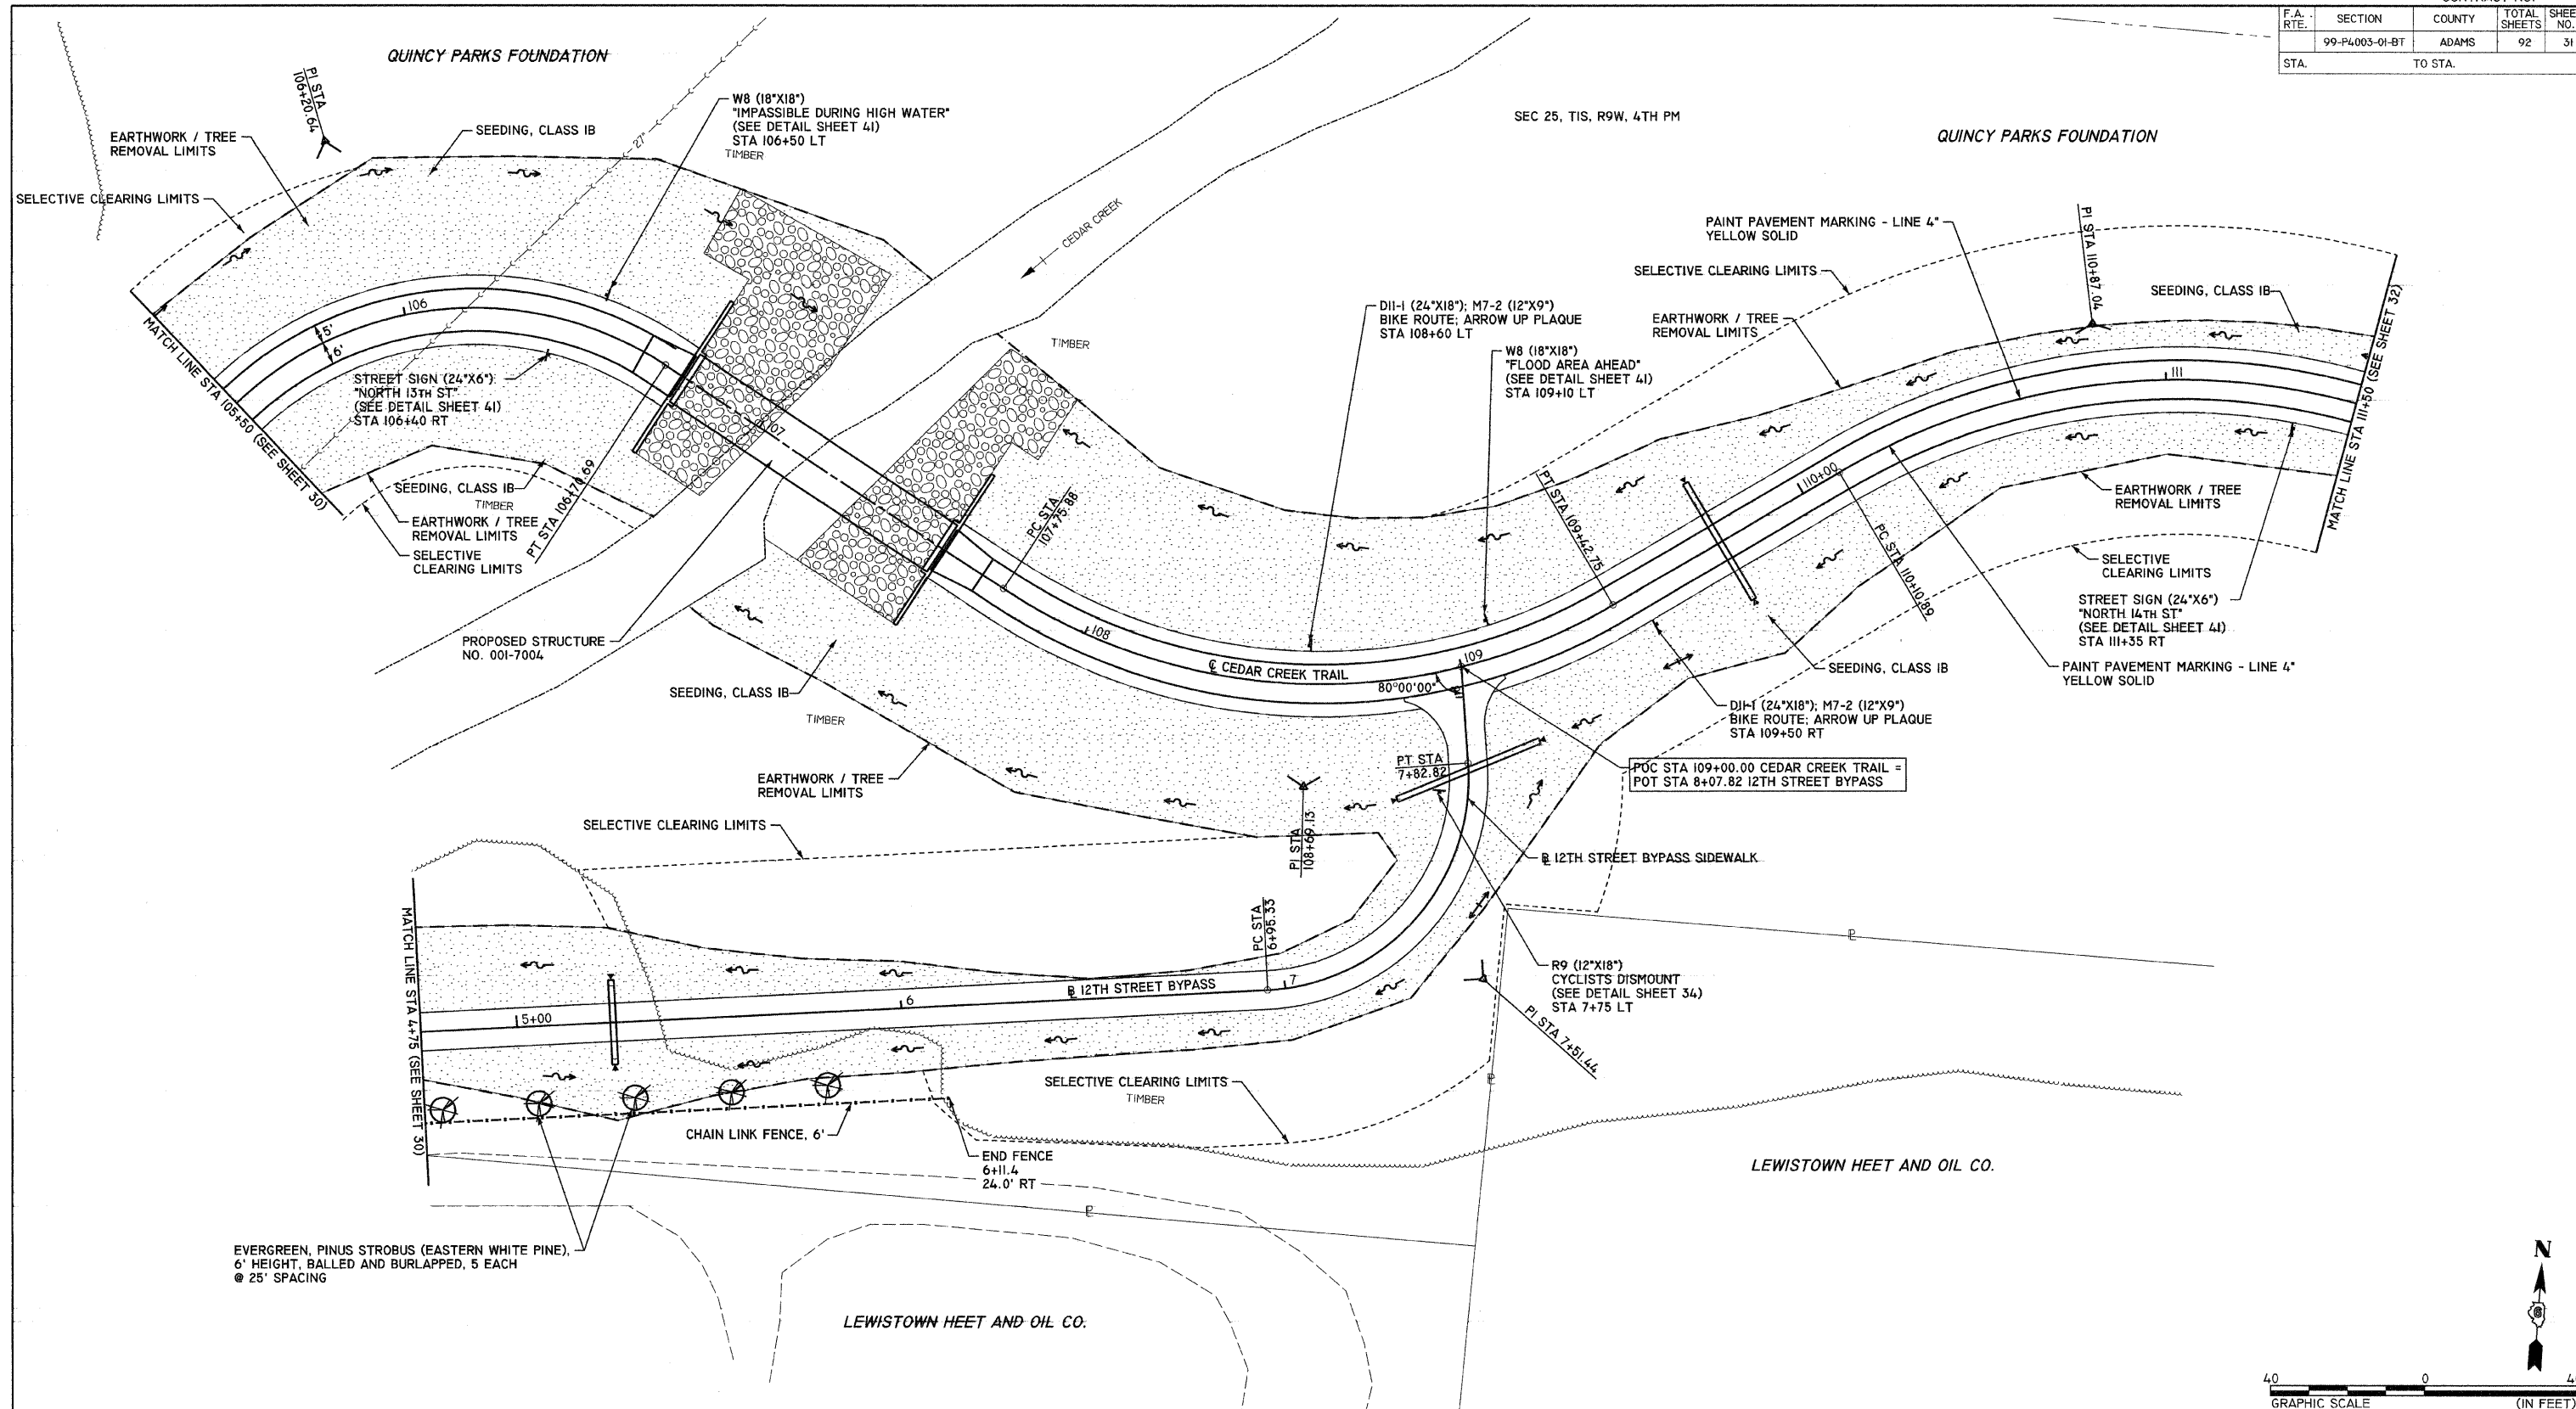 F.A.
RTE.
SECTION
COUNTY
TOTAL
SHEETS
NO.
99-P4003-01-BT
ADAMS
92
31
STA.
TO STA.
QUINCY PARKS FOUNDATION
PI STA
106+20.64
EARTHWORK / TREE
REMOVAL LIMITS
SEEDING, CLASS IB
27"
W8 (18"X18")
"IMPASSIBLE DURING HIGH WATER"
(SEE DETAIL SHEET 41)
STA 106+50 LT
TIMBER
SELECTIVE CLEARING LIMITS
SEC 25, T1S, R9W, 4TH PM
QUINCY PARKS FOUNDATION
CEDAR CREEK
PAINT PAVEMENT MARKING - LINE 4"
YELLOW SOLID
PI STA 110+87.04
SELECTIVE CLEARING LIMITS
SEEDING, CLASS IB
D11-1 (24"X18"); M7-2 (12"X9")
BIKE ROUTE; ARROW UP PLAQUE
STA 108+60 LT
EARTHWORK / TREE
REMOVAL LIMITS
W8 (18"X18")
"FLOOD AREA AHEAD"
(SEE DETAIL SHEET 41)
STA 109+10 LT
TIMBER
MATCH LINE STA 105+50 (SEE SHEET 30)
106
5'
6'
STREET SIGN (24"X6")
"NORTH 13TH ST"
(SEE DETAIL SHEET 41)
STA 106+40 RT
107
111
MATCH LINE STA 111+50 (SEE SHEET 32)
SEEDING, CLASS IB
TIMBER
EARTHWORK / TREE
REMOVAL LIMITS
SELECTIVE
CLEARING LIMITS
PT STA 106+70.69
PC STA
107+75.88
PT STA 109+42.75
110+00
PC STA 110+10.89
EARTHWORK / TREE
REMOVAL LIMITS
SELECTIVE
CLEARING LIMITS
STREET SIGN (24"X6")
"NORTH 14TH ST"
(SEE DETAIL SHEET 41)
STA 111+35 RT
PROPOSED STRUCTURE
NO. 001-7004
108
℄ CEDAR CREEK TRAIL
109
80°00'00"
SEEDING, CLASS IB
PAINT PAVEMENT MARKING - LINE 4"
YELLOW SOLID
SEEDING, CLASS IB
TIMBER
D11-1 (24"X18"); M7-2 (12"X9")
BIKE ROUTE; ARROW UP PLAQUE
STA 109+50 RT
PT STA
7+82.82
POC STA 109+00.00 CEDAR CREEK TRAIL =
POT STA 8+07.82 12TH STREET BYPASS
EARTHWORK / TREE
REMOVAL LIMITS
SELECTIVE CLEARING LIMITS
PI STA
108+69.13
B 12TH STREET BYPASS SIDEWALK
MATCH LINE STA 4+75 (SEE SHEET 30)
PC STA
6+95.33
R9 (12"X18")
CYCLISTS DISMOUNT
(SEE DETAIL SHEET 34)
STA 7+75 LT
PI STA 7+51.44
5+00
6
B 12TH STREET BYPASS
7
SELECTIVE CLEARING LIMITS
TIMBER
CHAIN LINK FENCE, 6'
END FENCE
6+11.4
24.0' RT
LEWISTOWN HEET AND OIL CO.
EVERGREEN, PINUS STROBUS (EASTERN WHITE PINE),
6' HEIGHT, BALLED AND BURLAPPED, 5 EACH
@ 25' SPACING
LEWISTOWN HEET AND OIL CO.
N
40
0
GRAPHIC SCALE
(IN FEET)